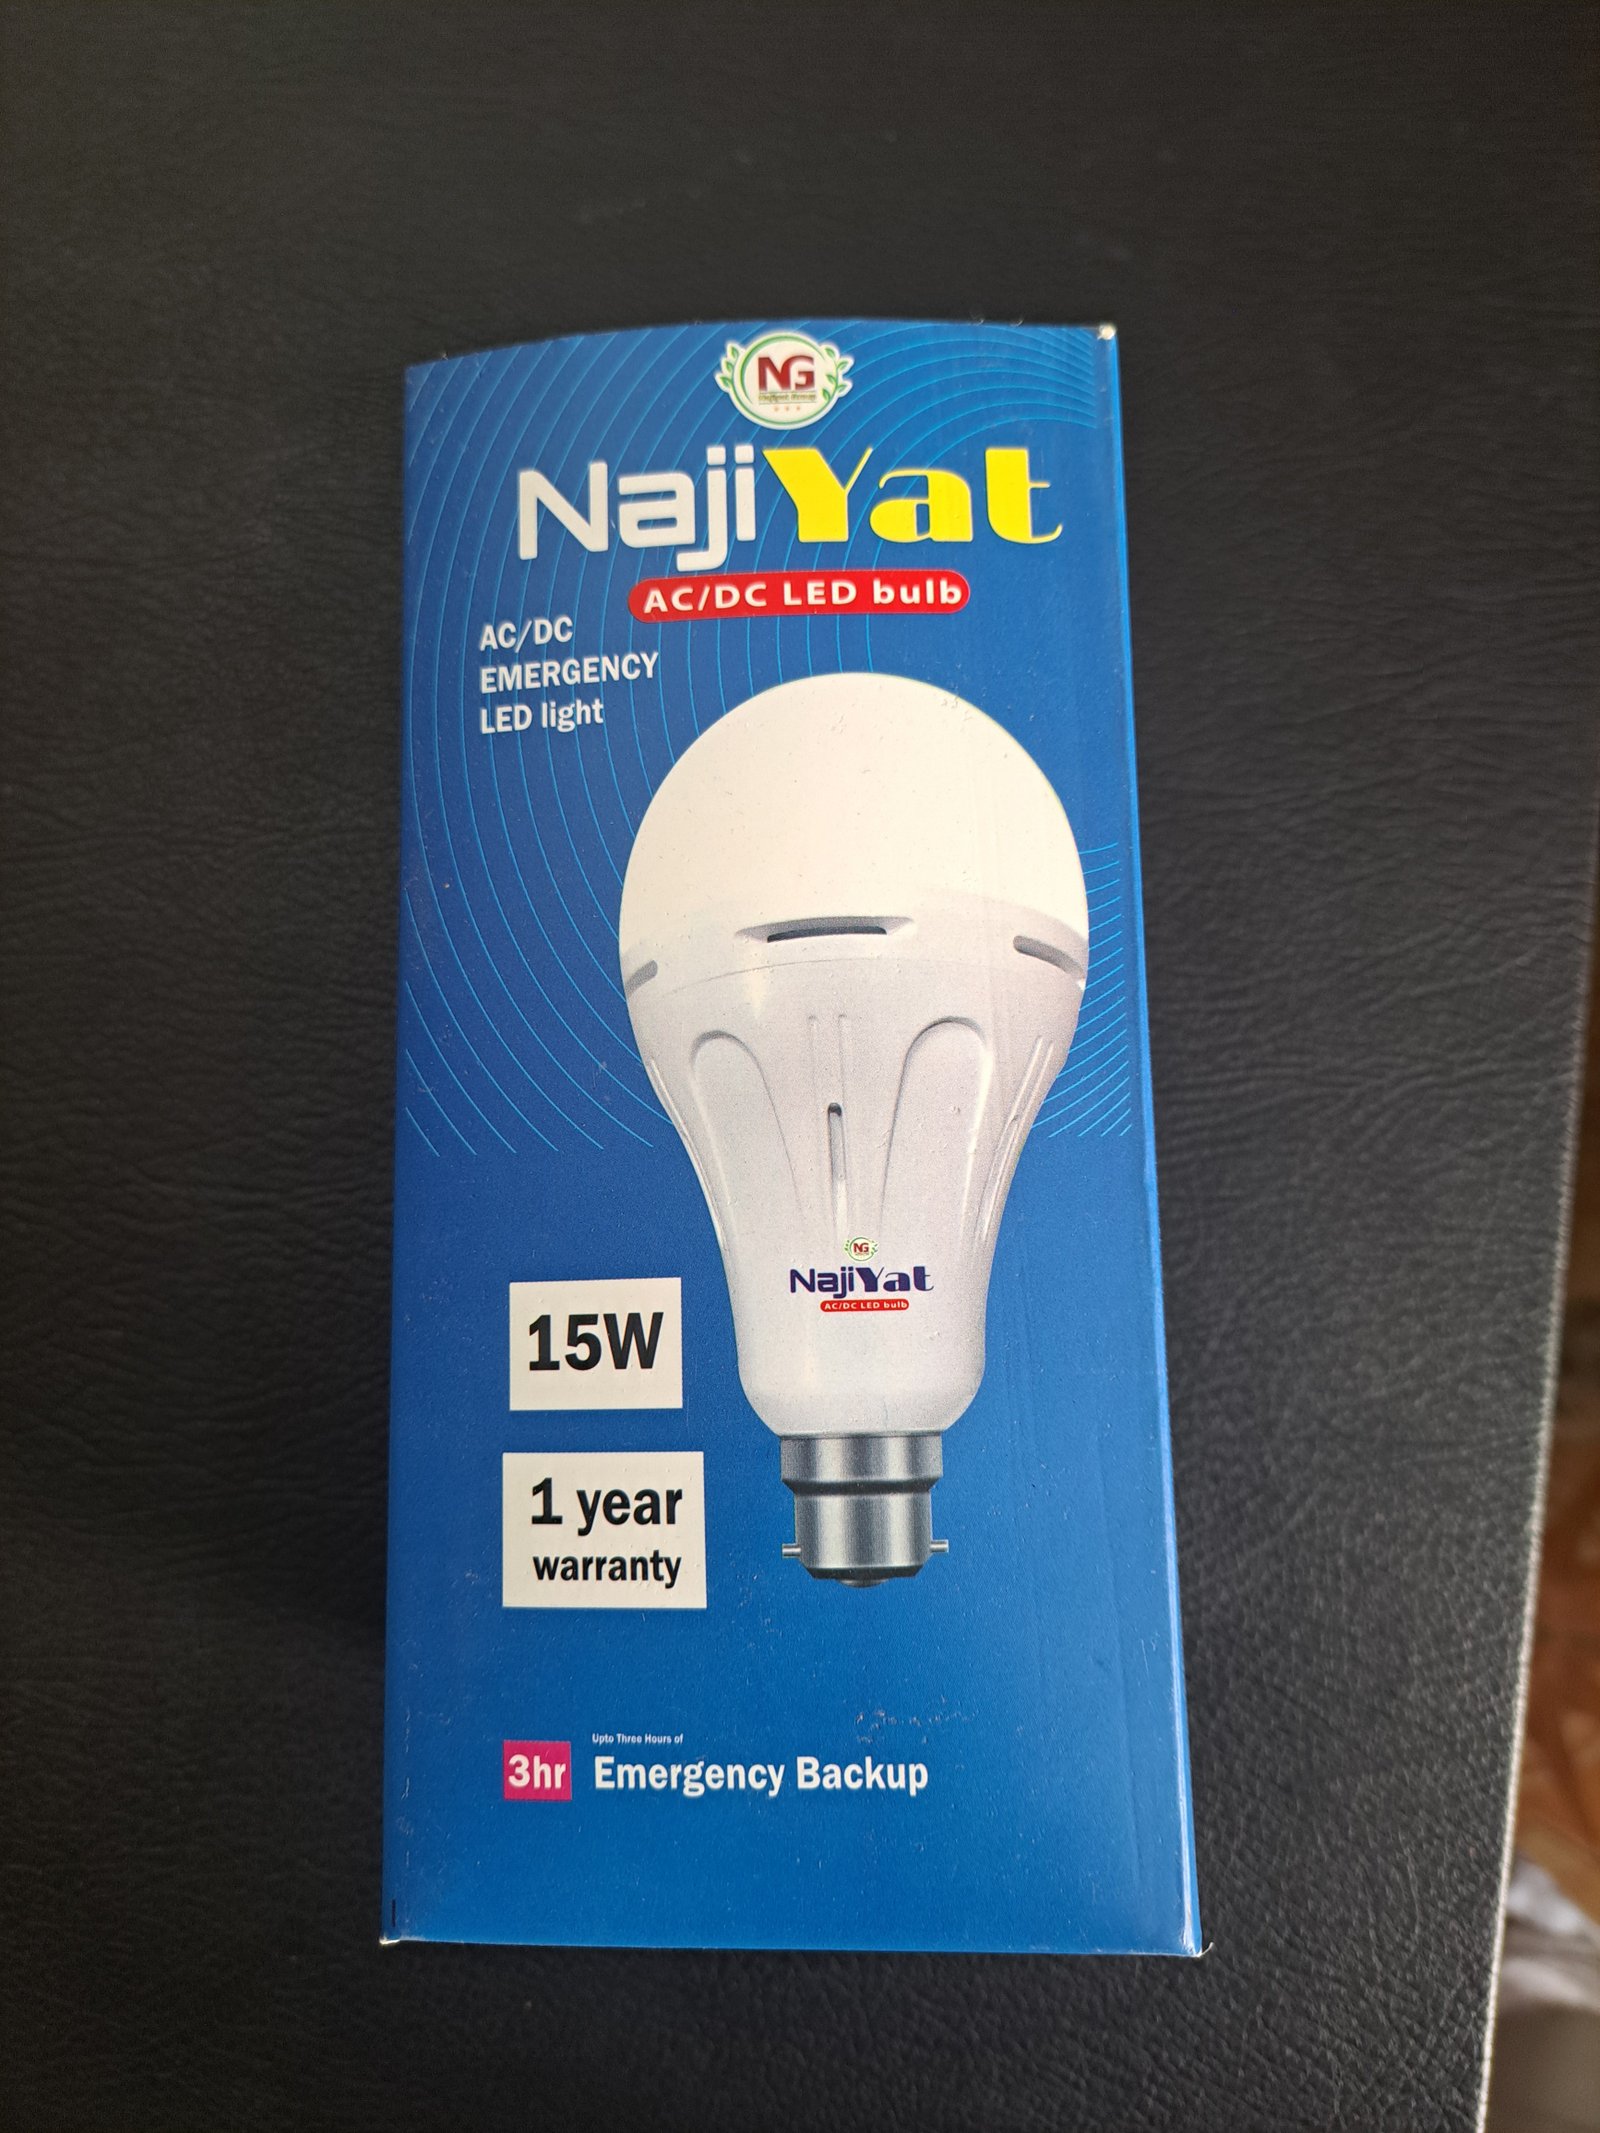 NG
NajiYat
AC/DC LED bulb
AC/DC
EMERGENCY
LED light
NG
NajiYat
AC/DC LED bulb
15W
1 year
warranty
3hr
Upto Three Hours of
Emergency Backup